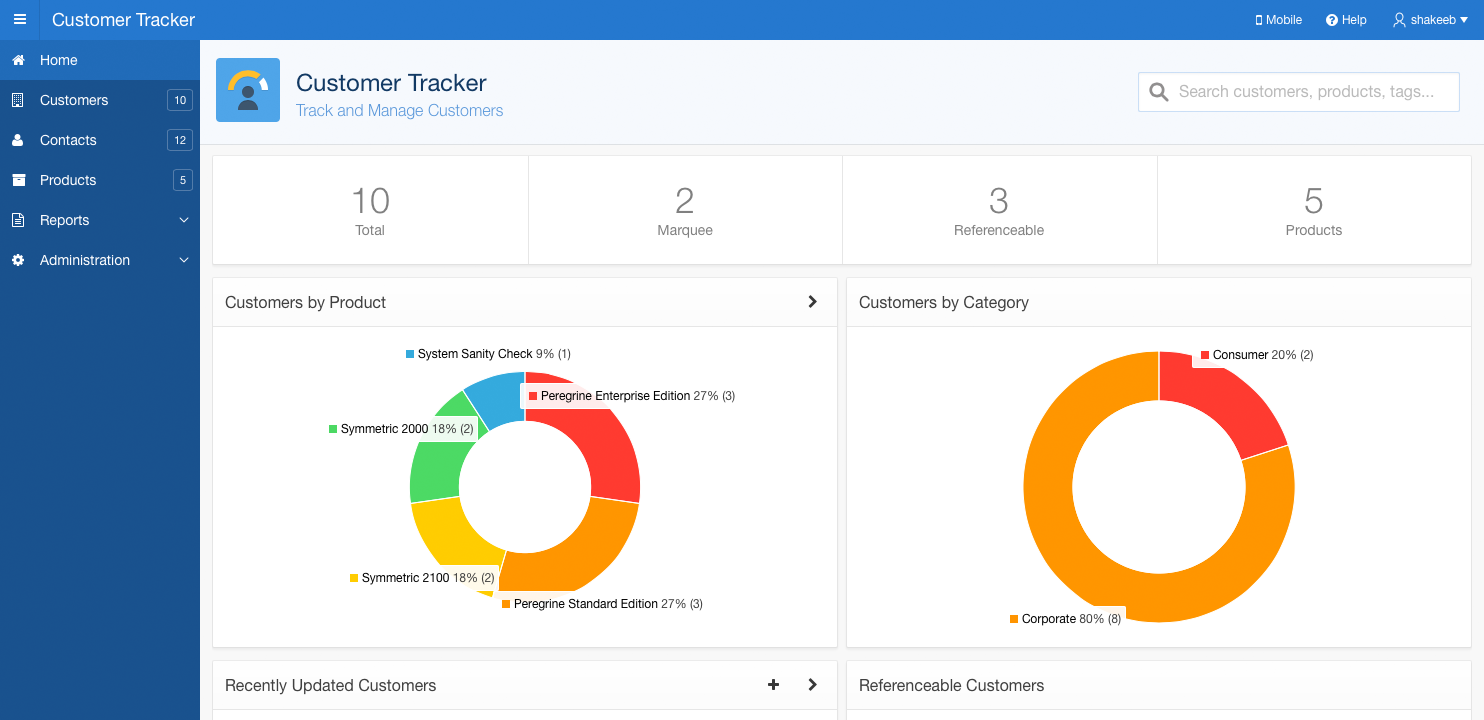 Customer Tracker
Mobile
Help
shakeeb
Home
Customers 10
Contacts 12
Products 5
Reports
Administration
Customer Tracker
Track and Manage Customers
Search customers, products, tags...
10
Total
2
Marquee
3
Referenceable
5
Products
Customers by Product
System Sanity Check 9% (1)
Peregrine Enterprise Edition 27% (3)
Symmetric 2000 18% (2)
Symmetric 2100 18% (2)
Peregrine Standard Edition 27% (3)
Customers by Category
Consumer 20% (2)
Corporate 80% (8)
Recently Updated Customers
Referenceable Customers